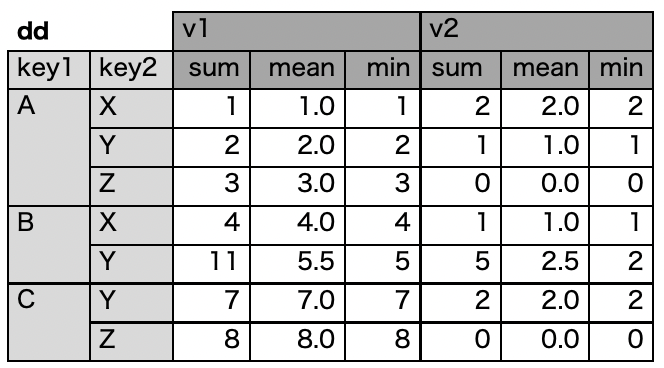 dd v1 v2
key1 key2 sum mean min sum mean min
A X 1 1.0 1 2 2.0 2
Y 2 2.0 2 1 1.0 1
Z 3 3.0 3 0 0.0 0
B X 4 4.0 4 1 1.0 1
Y 11 5.5 5 5 2.5 2
C Y 7 7.0 7 2 2.0 2
Z 8 8.0 8 0 0.0 0